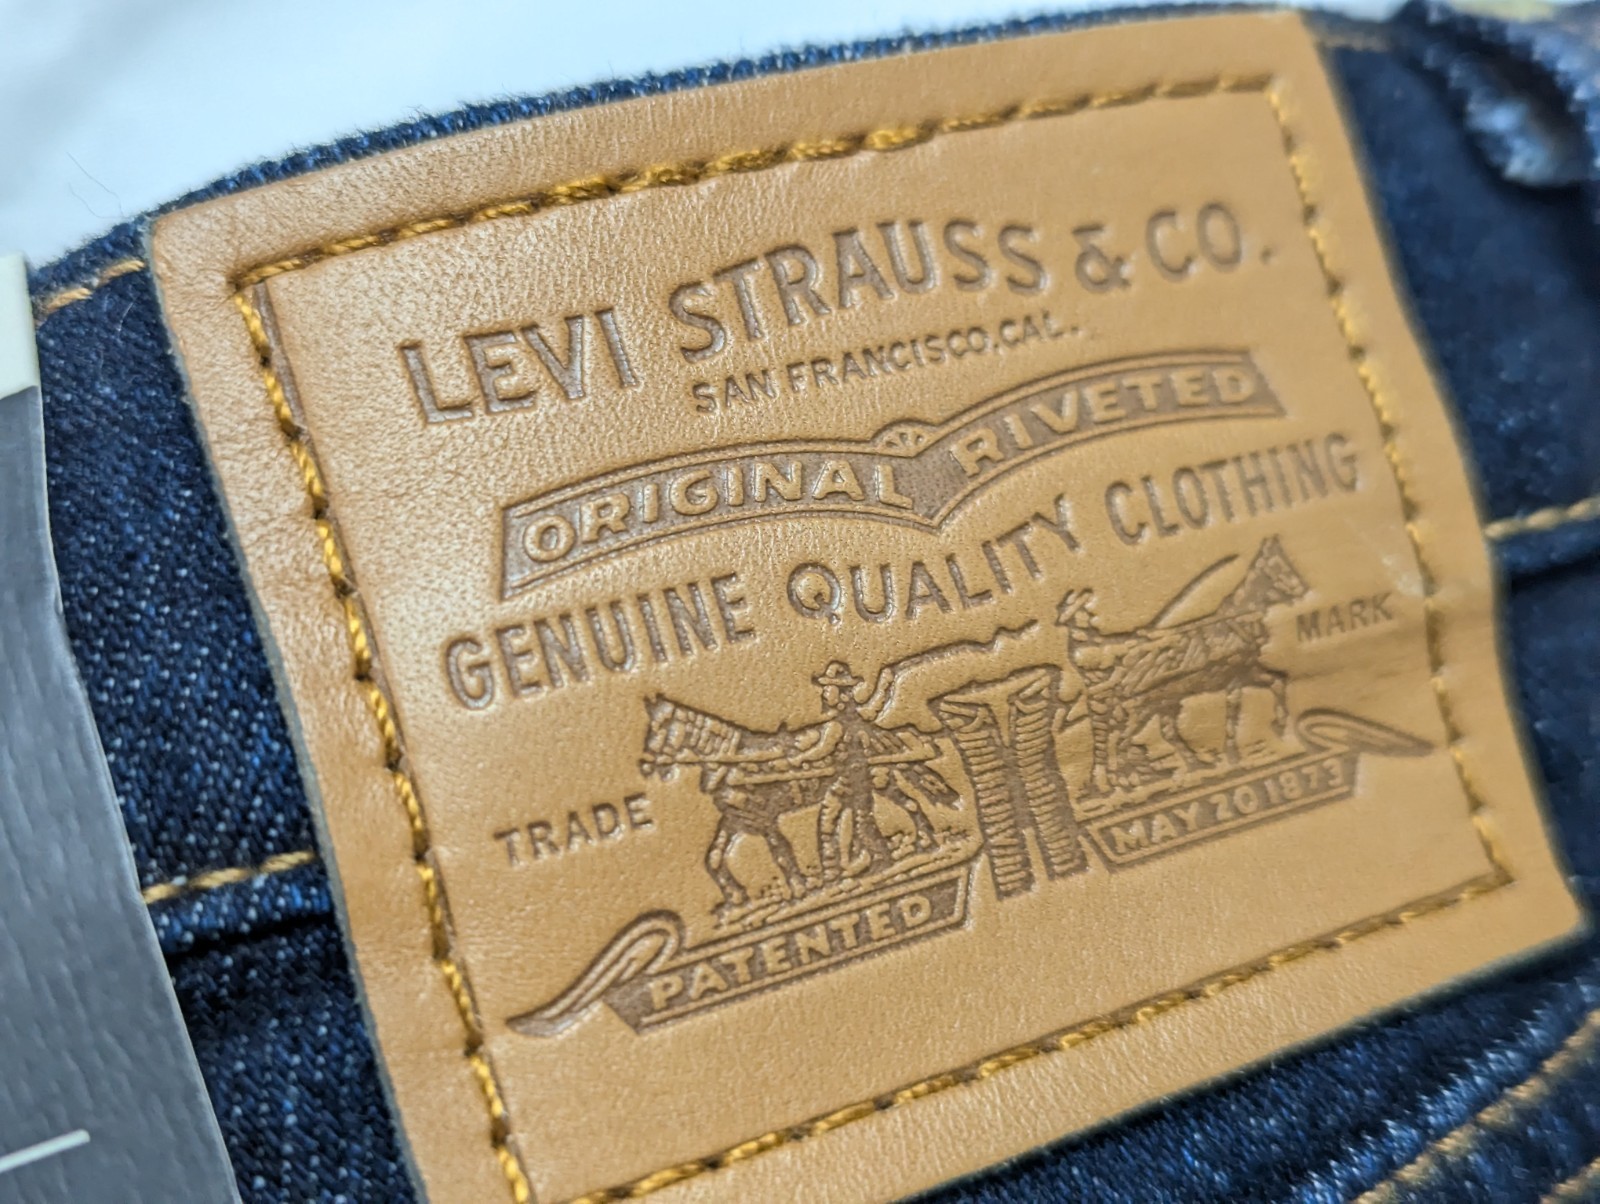 LEVI STRAUSS & CO.
SAN FRANCISCO, CAL.
ORIGINAL RIVETED
GENUINE QUALITY CLOTHING
TRADE MARK
PATENTED MAY 20 1873